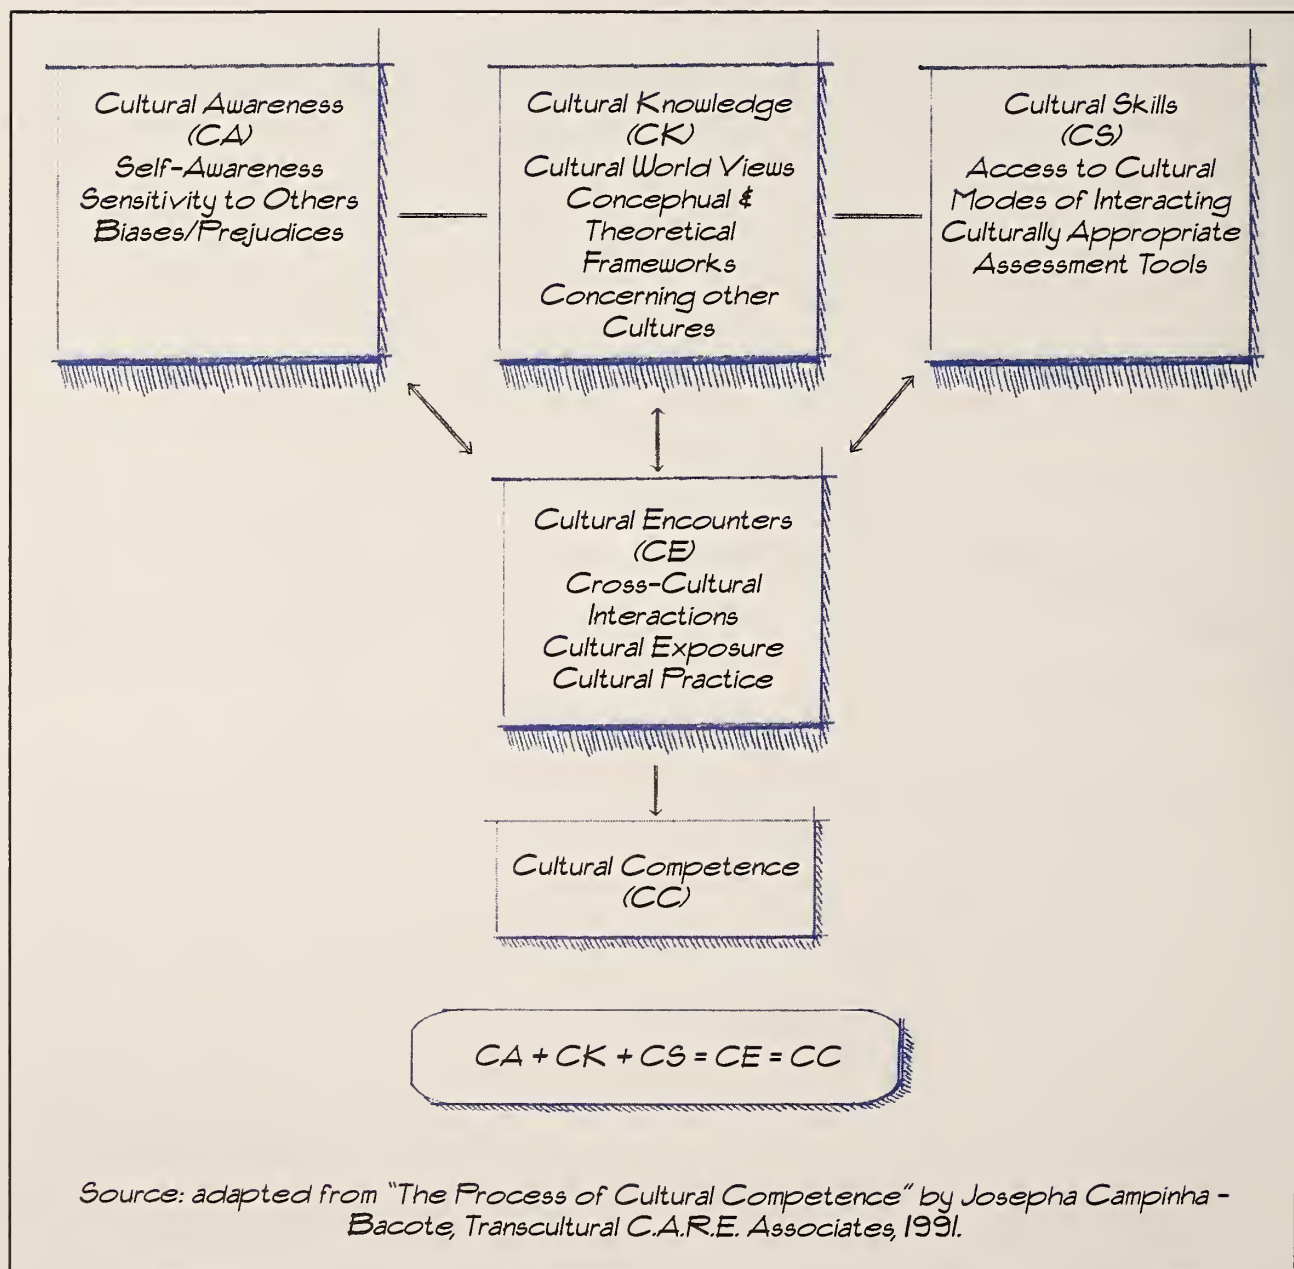 Cultural Awareness
(CA)
Self-Awareness
Sensitivity to Others
Biases/Prejudices
Cultural Knowledge
(CK)
Cultural World Views
Concephual &
Theoretical
Frameworks
Concerning other
Cultures
Cultural Skills
(CS)
Access to Cultural
Modes of Interacting
Culturally Appropriate
Assessment Tools
Cultural Encounters
(CE)
Cross-Cultural
Interactions
Cultural Exposure
Cultural Practice
Cultural Competence
(CC)
CA + CK + CS = CE = CC
Source: adapted from "The Process of Cultural Competence" by Josepha Campinha -
Bacote, Transcultural C.A.R.E. Associates, 1991.